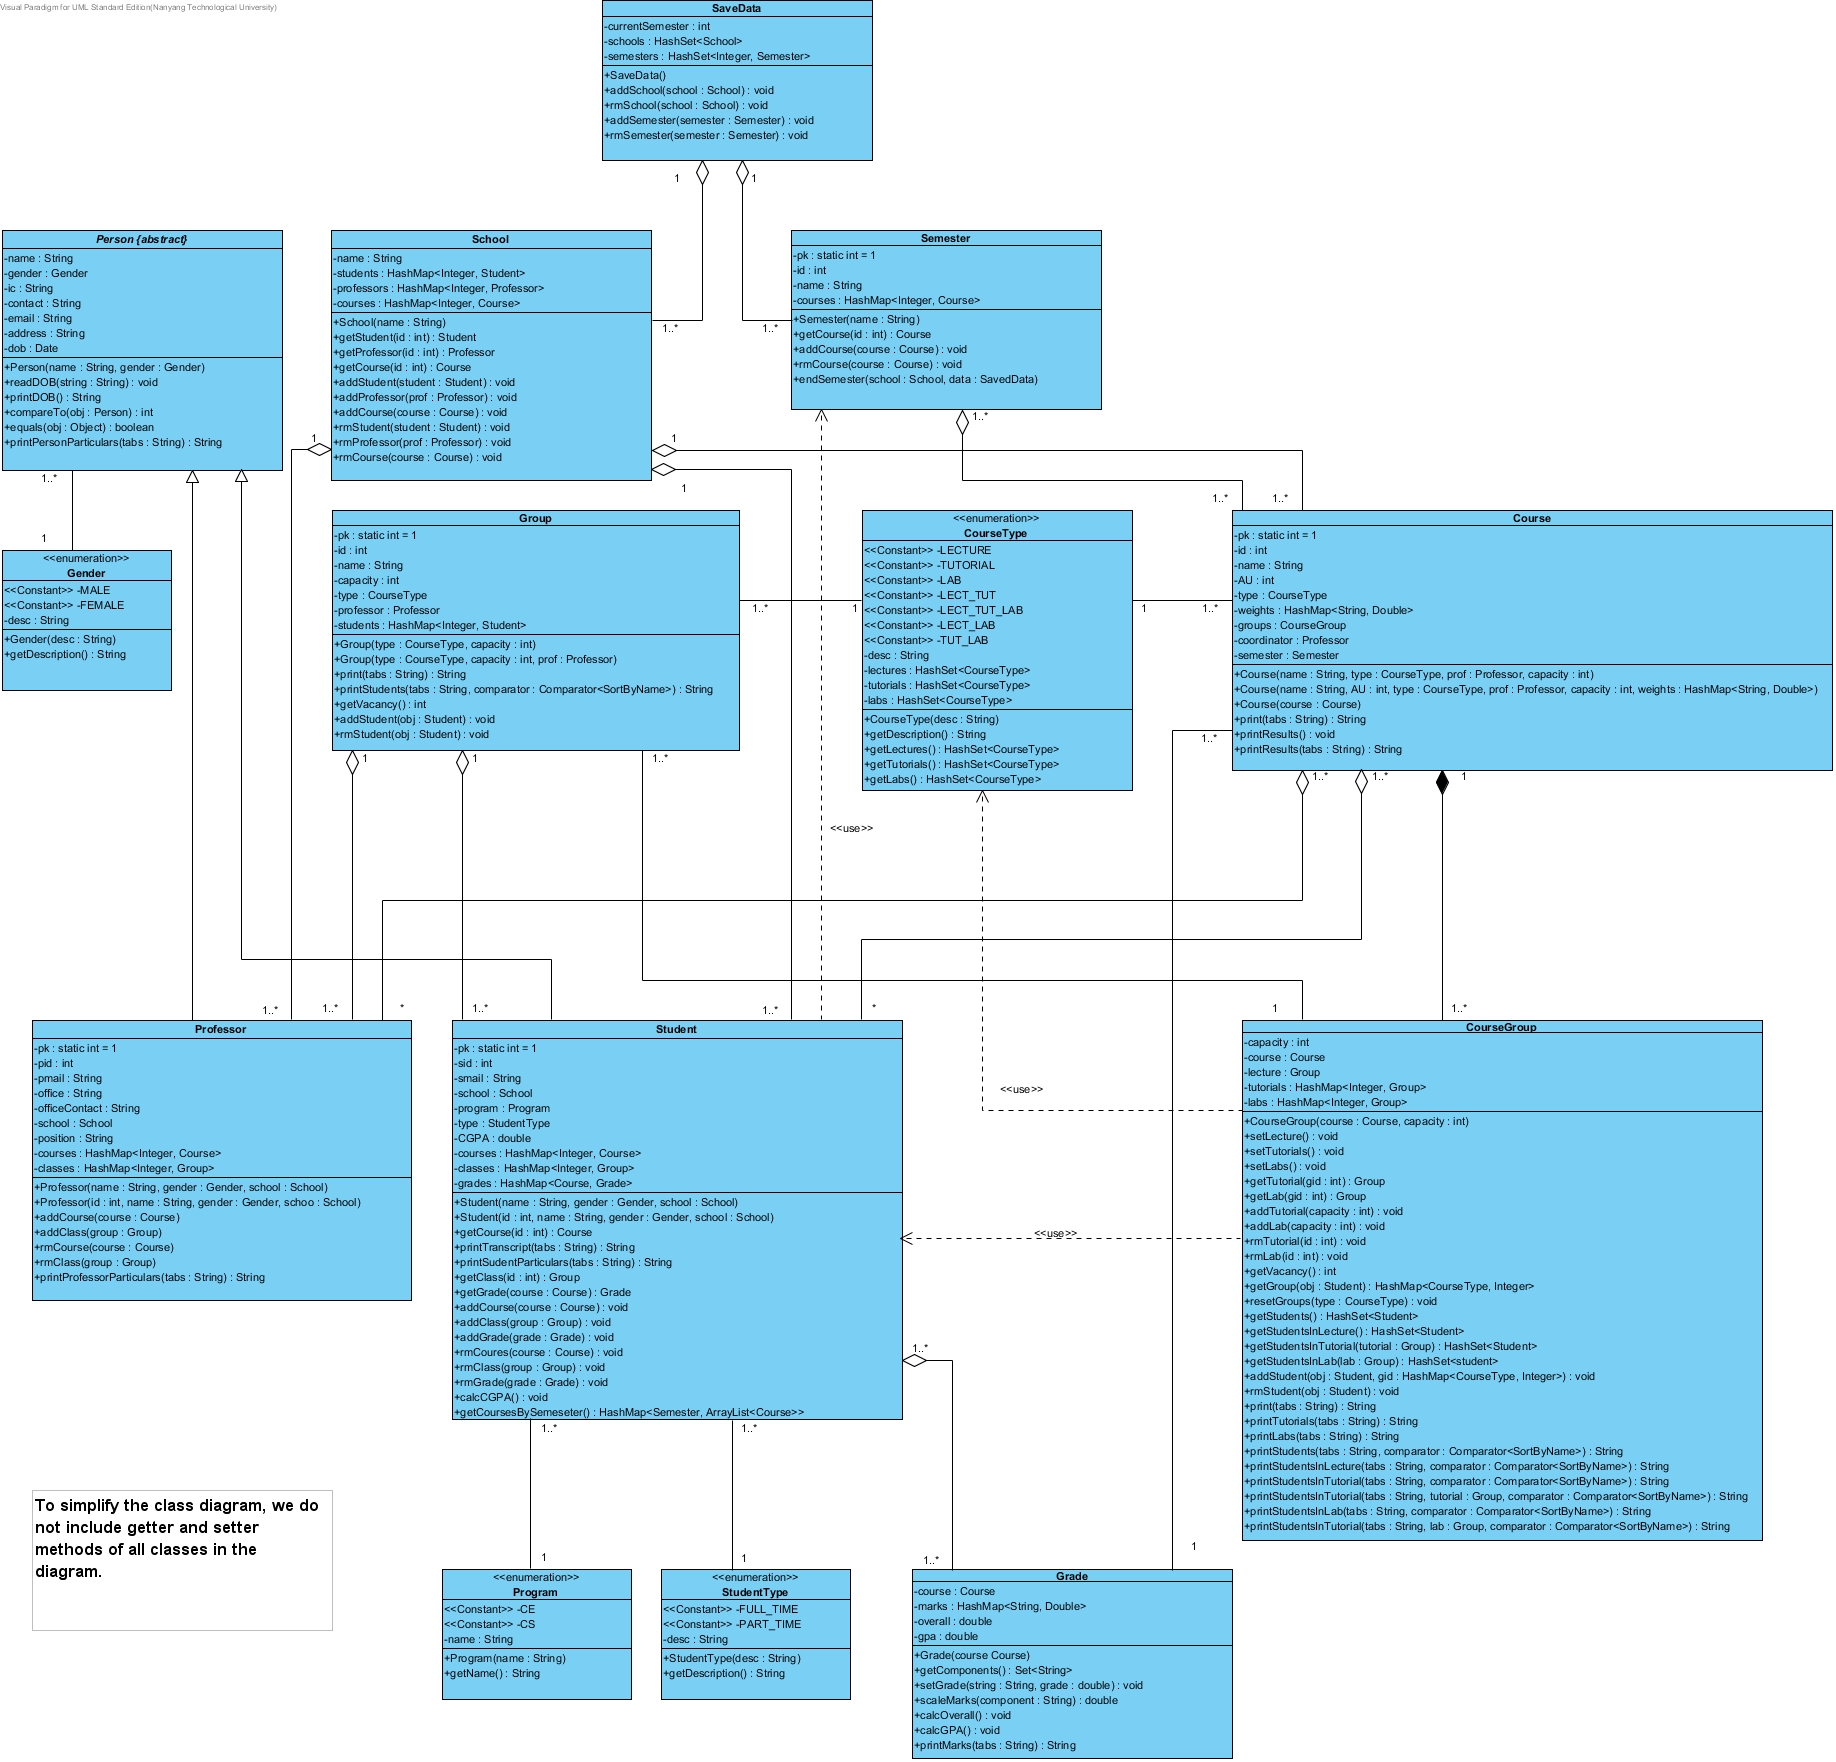 Visual Paradigm for UML Standard Edition(Nanyang Technological University)
SaveData
-currentSemester : int
-schools : HashSet<School>
-semesters : HashSet<Integer, Semester>
+SaveData()
+addSchool(school : School) : void
+rmSchool(school : School) : void
+addSemester(semester : Semester) : void
+rmSemester(semester : Semester) : void
1
1
1..*
1..*
Person {abstract}
-name : String
-gender : Gender
-ic : String
-contact : String
-email : String
-address : String
-dob : Date
+Person(name : String, gender : Gender)
+readDOB(string : String) : void
+printDOB() : String
+compareTo(obj : Person) : int
+equals(obj : Object) : boolean
+printPersonParticulars(tabs : String) : String
1..*
1
School
-name : String
-students : HashMap<Integer, Student>
-professors : HashMap<Integer, Professor>
-courses : HashMap<Integer, Course>
+School(name : String)
+getStudent(id : int) : Student
+getProfessor(id : int) : Professor
+getCourse(id : int) : Course
+addStudent(student : Student) : void
+addProfessor(prof : Professor) : void
+addCourse(course : Course) : void
+rmStudent(student : Student) : void
+rmProfessor(prof : Professor) : void
+rmCourse(course : Course) : void
1
1
1
Semester
-pk : static int = 1
-id : int
-name : String
-courses : HashMap<Integer, Course>
+Semester(name : String)
+getCourse(id : int) : Course
+addCourse(course : Course) : void
+rmCourse(course : Course) : void
+endSemester(school : School, data : SavedData)
1..*
1..*
1..*
<<enumeration>>
Gender
<<Constant>> -MALE
<<Constant>> -FEMALE
-desc : String
+Gender(desc : String)
+getDescription() : String
Group
-pk : static int = 1
-id : int
-name : String
-capacity : int
-type : CourseType
-professor : Professor
-students : HashMap<Integer, Student>
+Group(type : CourseType, capacity : int)
+Group(type : CourseType, capacity : int, prof : Professor)
+print(tabs : String) : String
+printStudents(tabs : String, comparator : Comparator<SortByName>) : String
+getVacancy() : int
+addStudent(obj : Student) : void
+rmStudent(obj : Student) : void
1..*
1
1
1
1..*
<<enumeration>>
CourseType
<<Constant>> -LECTURE
<<Constant>> -TUTORIAL
<<Constant>> -LAB
<<Constant>> -LECT_TUT
<<Constant>> -LECT_TUT_LAB
<<Constant>> -LECT_LAB
<<Constant>> -TUT_LAB
-desc : String
-lectures : HashSet<CourseType>
-tutorials : HashSet<CourseType>
-labs : HashSet<CourseType>
+CourseType(desc : String)
+getDescription() : String
+getLectures() : HashSet<CourseType>
+getTutorials() : HashSet<CourseType>
+getLabs() : HashSet<CourseType>
1
1..*
Course
-pk : static int = 1
-id : int
-name : String
-AU : int
-type : CourseType
-weights : HashMap<String, Double>
-groups : CourseGroup
-coordinator : Professor
-semester : Semester
+Course(name : String, type : CourseType, prof : Professor, capacity : int)
+Course(name : String, AU : int, type : CourseType, prof : Professor, capacity : int, weights : HashMap<String, Double>)
+Course(course : Course)
+print(tabs : String) : String
+printResults() : void
+printResults(tabs : String) : String
1..*
1..*
1..*
1
<<use>>
1..*
1..*
*
1..*
1..*
*
1
1..*
Professor
-pk : static int = 1
-pid : int
-pmail : String
-office : String
-officeContact : String
-school : School
-position : String
-courses : HashMap<Integer, Course>
-classes : HashMap<Integer, Group>
+Professor(name : String, gender : Gender, school : School)
+Professor(id : int, name : String, gender : Gender, schoo : School)
+addCourse(course : Course)
+addClass(group : Group)
+rmCourse(course : Course)
+rmClass(group : Group)
+printProfessorParticulars(tabs : String) : String
Student
-pk : static int = 1
-sid : int
-smail : String
-school : School
-program : Program
-type : StudentType
-CGPA : double
-courses : HashMap<Integer, Course>
-classes : HashMap<Integer, Group>
-grades : HashMap<Course, Grade>
+Student(name : String, gender : Gender, school : School)
+Student(id : int, name : String, gender : Gender, school : School)
+getCourse(id : int) : Course
+printTranscript(tabs : String) : String
+printSudentParticulars(tabs : String) : String
+getClass(id : int) : Group
+getGrade(course : Course) : Grade
+addCourse(course : Course) : void
+addClass(group : Group) : void
+addGrade(grade : Grade) : void
+rmCoures(course : Course) : void
+rmClass(group : Group) : void
+rmGrade(grade : Grade) : void
+calcCGPA() : void
+getCoursesBySemeseter() : HashMap<Semester, ArrayList<Course>>
<<use>>
<<use>>
CourseGroup
-capacity : int
-course : Course
-lecture : Group
-tutorials : HashMap<Integer, Group>
-labs : HashMap<Integer, Group>
+CourseGroup(course : Course, capacity : int)
+setLecture() : void
+setTutorials() : void
+setLabs() : void
+getTutorial(gid : int) : Group
+getLab(gid : int) : Group
+addTutorial(capacity : int) : void
+addLab(capacity : int) : void
+rmTutorial(id : int) : void
+rmLab(id : int) : void
+getVacancy() : int
+getGroup(obj : Student) : HashMap<CourseType, Integer>
+resetGroups(type : CourseType) : void
+getStudents() : HashSet<Student>
+getStudentsInLecture() : HashSet<Student>
+getStudentsInTutorial(tutorial : Group) : HashSet<Student>
+getStudentsInLab(lab : Group) : HashSet<student>
+addStudent(obj : Student, gid : HashMap<CourseType, Integer>) : void
+rmStudent(obj : Student) : void
+print(tabs : String) : String
+printTutorials(tabs : String) : String
+printLabs(tabs : String) : String
+printStudents(tabs : String, comparator : Comparator<SortByName>) : String
+printStudentsInLecture(tabs : String, comparator : Comparator<SortByName>) : String
+printStudentsInTutorial(tabs : String, comparator : Comparator<SortByName>) : String
+printStudentsInTutorial(tabs : String, tutorial : Group, comparator : Comparator<SortByName>) : String
+printStudentsInLab(tabs : String, comparator : Comparator<SortByName>) : String
+printStudentsInTutorial(tabs : String, lab : Group, comparator : Comparator<SortByName>) : String
1..*
1..*
1..*
To simplify the class diagram, we do
not include getter and setter
methods of all classes in the
diagram.
1
1
1..*
1
<<enumeration>>
Program
<<Constant>> -CE
<<Constant>> -CS
-name : String
+Program(name : String)
+getName() : String
<<enumeration>>
StudentType
<<Constant>> -FULL_TIME
<<Constant>> -PART_TIME
-desc : String
+StudentType(desc : String)
+getDescription() : String
Grade
-course : Course
-marks : HashMap<String, Double>
-overall : double
-gpa : double
+Grade(course Course)
+getComponents() : Set<String>
+setGrade(string : String, grade : double) : void
+scaleMarks(component : String) : double
+calcOverall() : void
+calcGPA() : void
+printMarks(tabs : String) : String